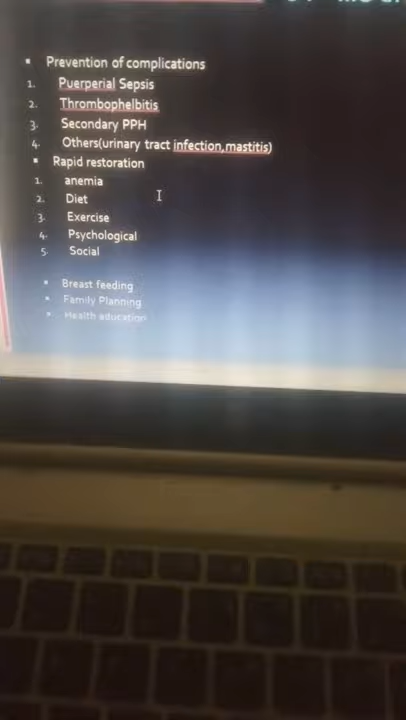 ▪ Prevention of complications
1. Puerperial Sepsis
2. Thrombophelbitis
3. Secondary PPH
4. Others(urinary tract infection,mastitis)
▪ Rapid restoration
1. anemia
2. Diet
3. Exercise
4. Psychological
5. Social
▪ Breast feeding
▪ Family Planning
▪ Health education